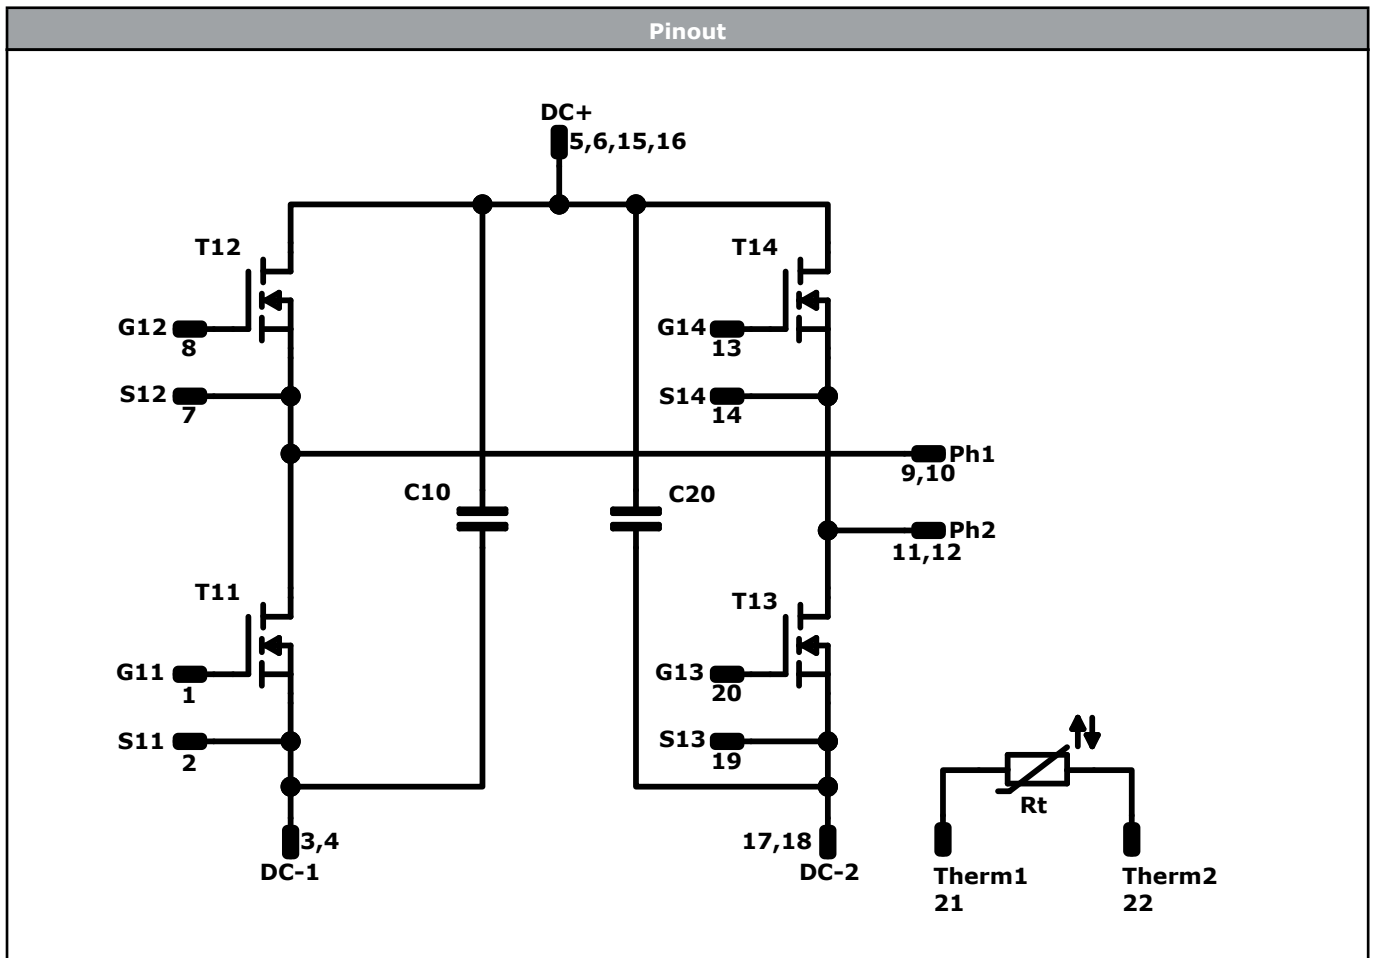 Pinout
DC+
5,6,15,16
T12
T14
G12
8
G14
13
S12
7
S14
14
Ph1
9,10
C10
C20
Ph2
11,12
T11
T13
G11
1
G13
20
S11
2
S13
19
Rt
3,4
DC-1
17,18
DC-2
Therm1
21
Therm2
22